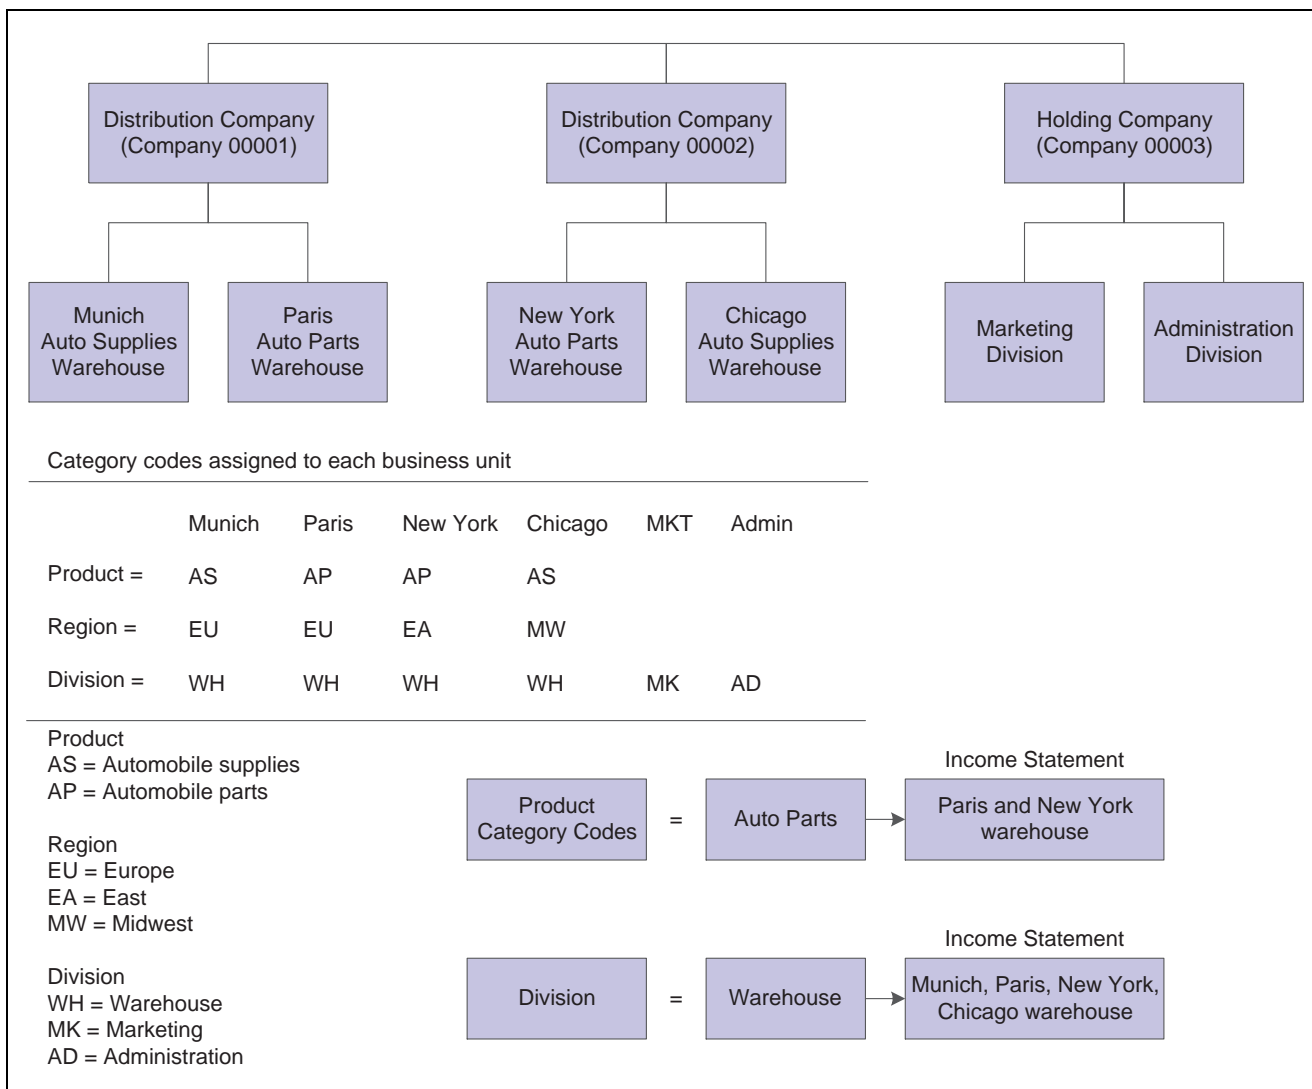 Distribution Company
(Company 00001)
Distribution Company
(Company 00002)
Holding Company
(Company 00003)
Munich
Auto Supplies
Warehouse
Paris
Auto Parts
Warehouse
New York
Auto Parts
Warehouse
Chicago
Auto Supplies
Warehouse
Marketing
Division
Administration
Division
Category codes assigned to each business unit
Munich Paris New York Chicago MKT Admin
Product = AS AP AP AS
Region = EU EU EA MW
Division = WH WH WH WH MK AD
Product
AS = Automobile supplies
AP = Automobile parts
Region
EU = Europe
EA = East
MW = Midwest
Division
WH = Warehouse
MK = Marketing
AD = Administration
Income Statement
Product
Category Codes
=
Auto Parts
Paris and New York
warehouse
Income Statement
Division
=
Warehouse
Munich, Paris, New York,
Chicago warehouse